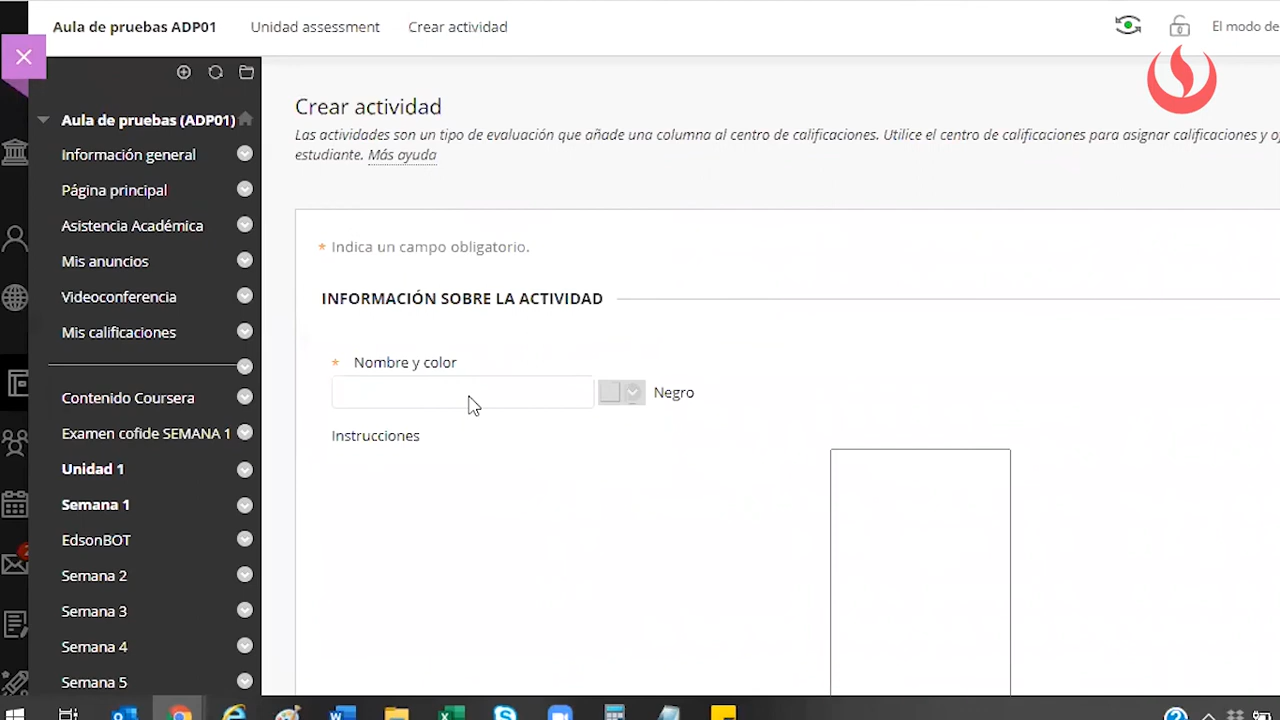 Aula de pruebas ADP01
Unidad assessment
Crear actividad
El modo de
Aula de pruebas (ADP01)
Información general
Página principal
Asistencia Académica
Mis anuncios
Videoconferencia
Mis calificaciones
Contenido Coursera
Examen cofide SEMANA 1
Unidad 1
Semana 1
EdsonBOT
Semana 2
Semana 3
Semana 4
Semana 5
Crear actividad
Las actividades son un tipo de evaluación que añade una columna al centro de calificaciones. Utilice el centro de calificaciones para asignar calificaciones y
estudiante. Más ayuda
* Indica un campo obligatorio.
INFORMACIÓN SOBRE LA ACTIVIDAD
* Nombre y color
Negro
Instrucciones